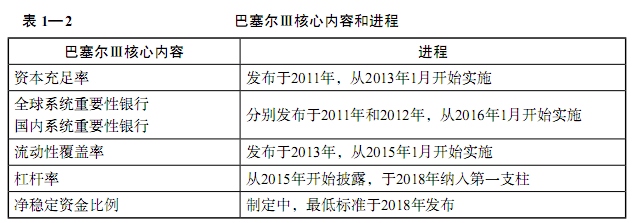 表 1—2 巴塞尔Ⅲ核心内容和进程
巴塞尔Ⅲ核心内容 进程
资本充足率 发布于2011年，从2013年1月开始实施
全球系统重要性银行
国内系统重要性银行
分别发布于2011年和2012年，从2016年1月开始实施
流动性覆盖率 发布于2013年，从2015年1月开始实施
杠杆率 从2015年开始披露，于2018年纳入第一支柱
净稳定资金比例 制定中，最低标准于2018年发布